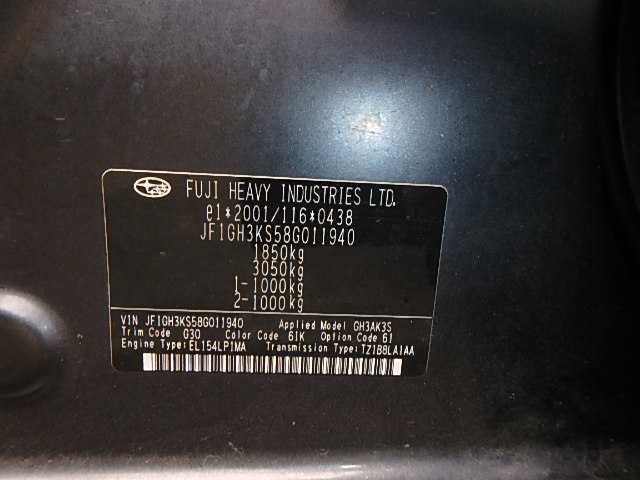 FUJI HEAVY INDUSTRIES LTD.
e1*2001/116*0438
JF1GH3KS58G011940
1850kg
3050kg
1-1000kg
2-1000kg
VIN JF1GH3KS58G011940 Applied Model GH3AK3S
Trim Code G30 Color Code 61K Option Code 61
Engine Type:EL154LP1MA Transmission Type:TZ1B8LA1AA